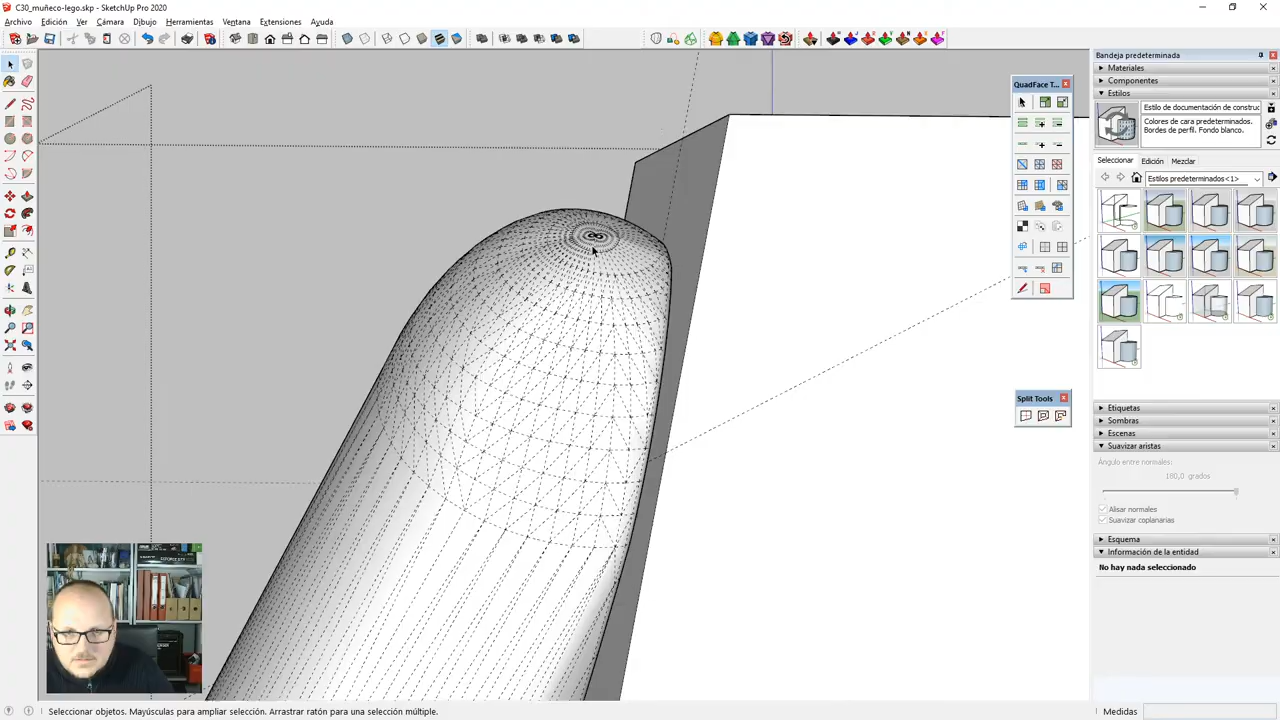 C30_muñeco-lego.skp - SketchUp Pro 2020
Archivo Edición Ver Cámara Dibujo Herramientas Ventana Extensiones Ayuda
Bandeja predeterminada
Materiales
Componentes
Estilos
Estilo de documentación de construc
Colores de cara predeterminados.
Bordes de perfil. Fondo blanco.
Seleccionar Edición Mezclar
Estilos predeterminados<1>
QuadFace T...
Split Tools
Etiquetas
Sombras
Escenas
Suavizar aristas
Ángulo entre normales:
180,0 grados
Alisar normales
Suavizar coplanarias
Esquema
Información de la entidad
No hay nada seleccionado
Seleccionar objetos. Mayúsculas para ampliar selección. Arrastrar ratón para una selección múltiple.
Medidas